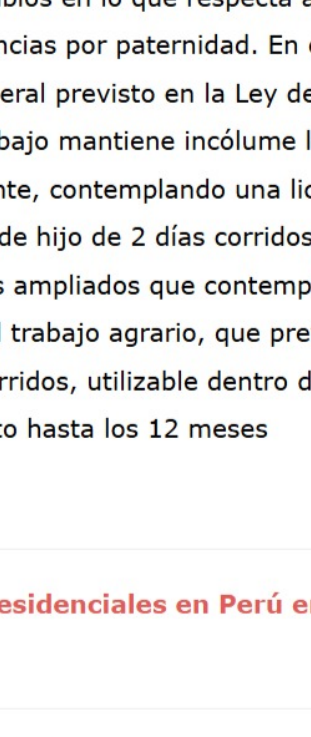 en lo que respecta
ncias por paternidad. En
eral previsto en la Ley de
bajo mantiene incólume l
nte, contemplando una lic
de hijo de 2 días corridos
s ampliados que contemp
l trabajo agrario, que pre
rridos, utilizable dentro d
to hasta los 12 meses
esidenciales en Perú e